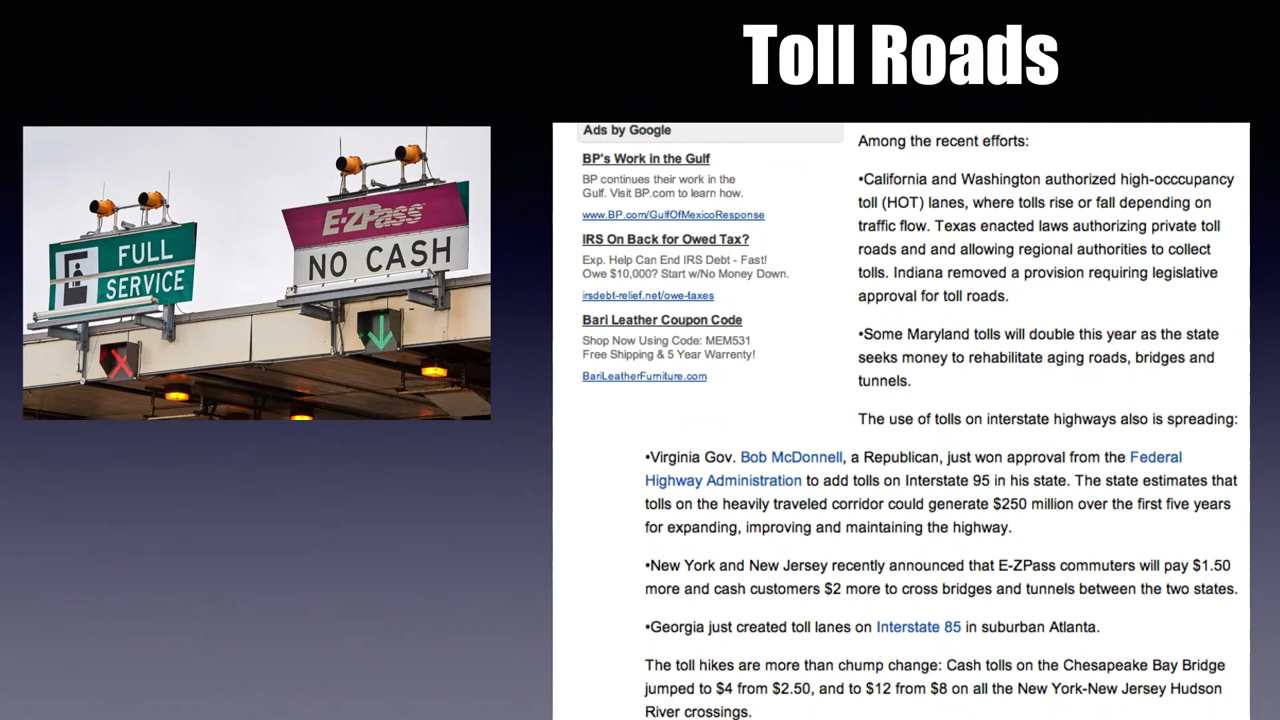 Toll Roads
FULL
SERVICE
E-ZPass
NO CASH
Ads by Google
BP's Work in the Gulf
BP continues their work in the
Gulf. Visit BP.com to learn how.
www.BP.com/GulfOfMexicoResponse
IRS On Back for Owed Tax?
Exp. Help Can End IRS Debt - Fast!
Owe $10,000? Start w/No Money Down.
irsdebt-relief.net/owe-taxes
Bari Leather Coupon Code
Shop Now Using Code: MEM531
Free Shipping & 5 Year Warrenty!
BariLeatherFurniture.com
Among the recent efforts:
•California and Washington authorized high-occcupancy
toll (HOT) lanes, where tolls rise or fall depending on
traffic flow. Texas enacted laws authorizing private toll
roads and and allowing regional authorities to collect
tolls. Indiana removed a provision requiring legislative
approval for toll roads.
•Some Maryland tolls will double this year as the state
seeks money to rehabilitate aging roads, bridges and
tunnels.
The use of tolls on interstate highways also is spreading:
•Virginia Gov. Bob McDonnell, a Republican, just won approval from the Federal
Highway Administration to add tolls on Interstate 95 in his state. The state estimates that
tolls on the heavily traveled corridor could generate $250 million over the first five years
for expanding, improving and maintaining the highway.
•New York and New Jersey recently announced that E-ZPass commuters will pay $1.50
more and cash customers $2 more to cross bridges and tunnels between the two states.
•Georgia just created toll lanes on Interstate 85 in suburban Atlanta.
The toll hikes are more than chump change: Cash tolls on the Chesapeake Bay Bridge
jumped to $4 from $2.50, and to $12 from $8 on all the New York-New Jersey Hudson
River crossings.